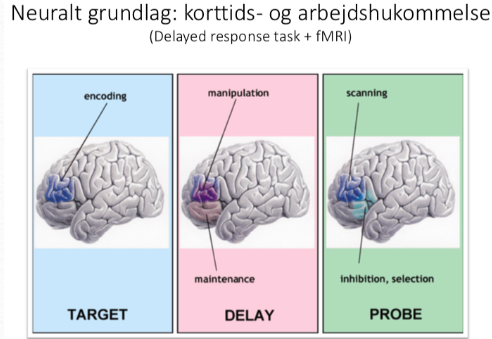 Neuralt grundlag: korttids- og arbejdshukommelse
(Delayed response task + fMRI)
encoding
manipulation
scanning
maintenance
inhibition, selection
TARGET
DELAY
PROBE